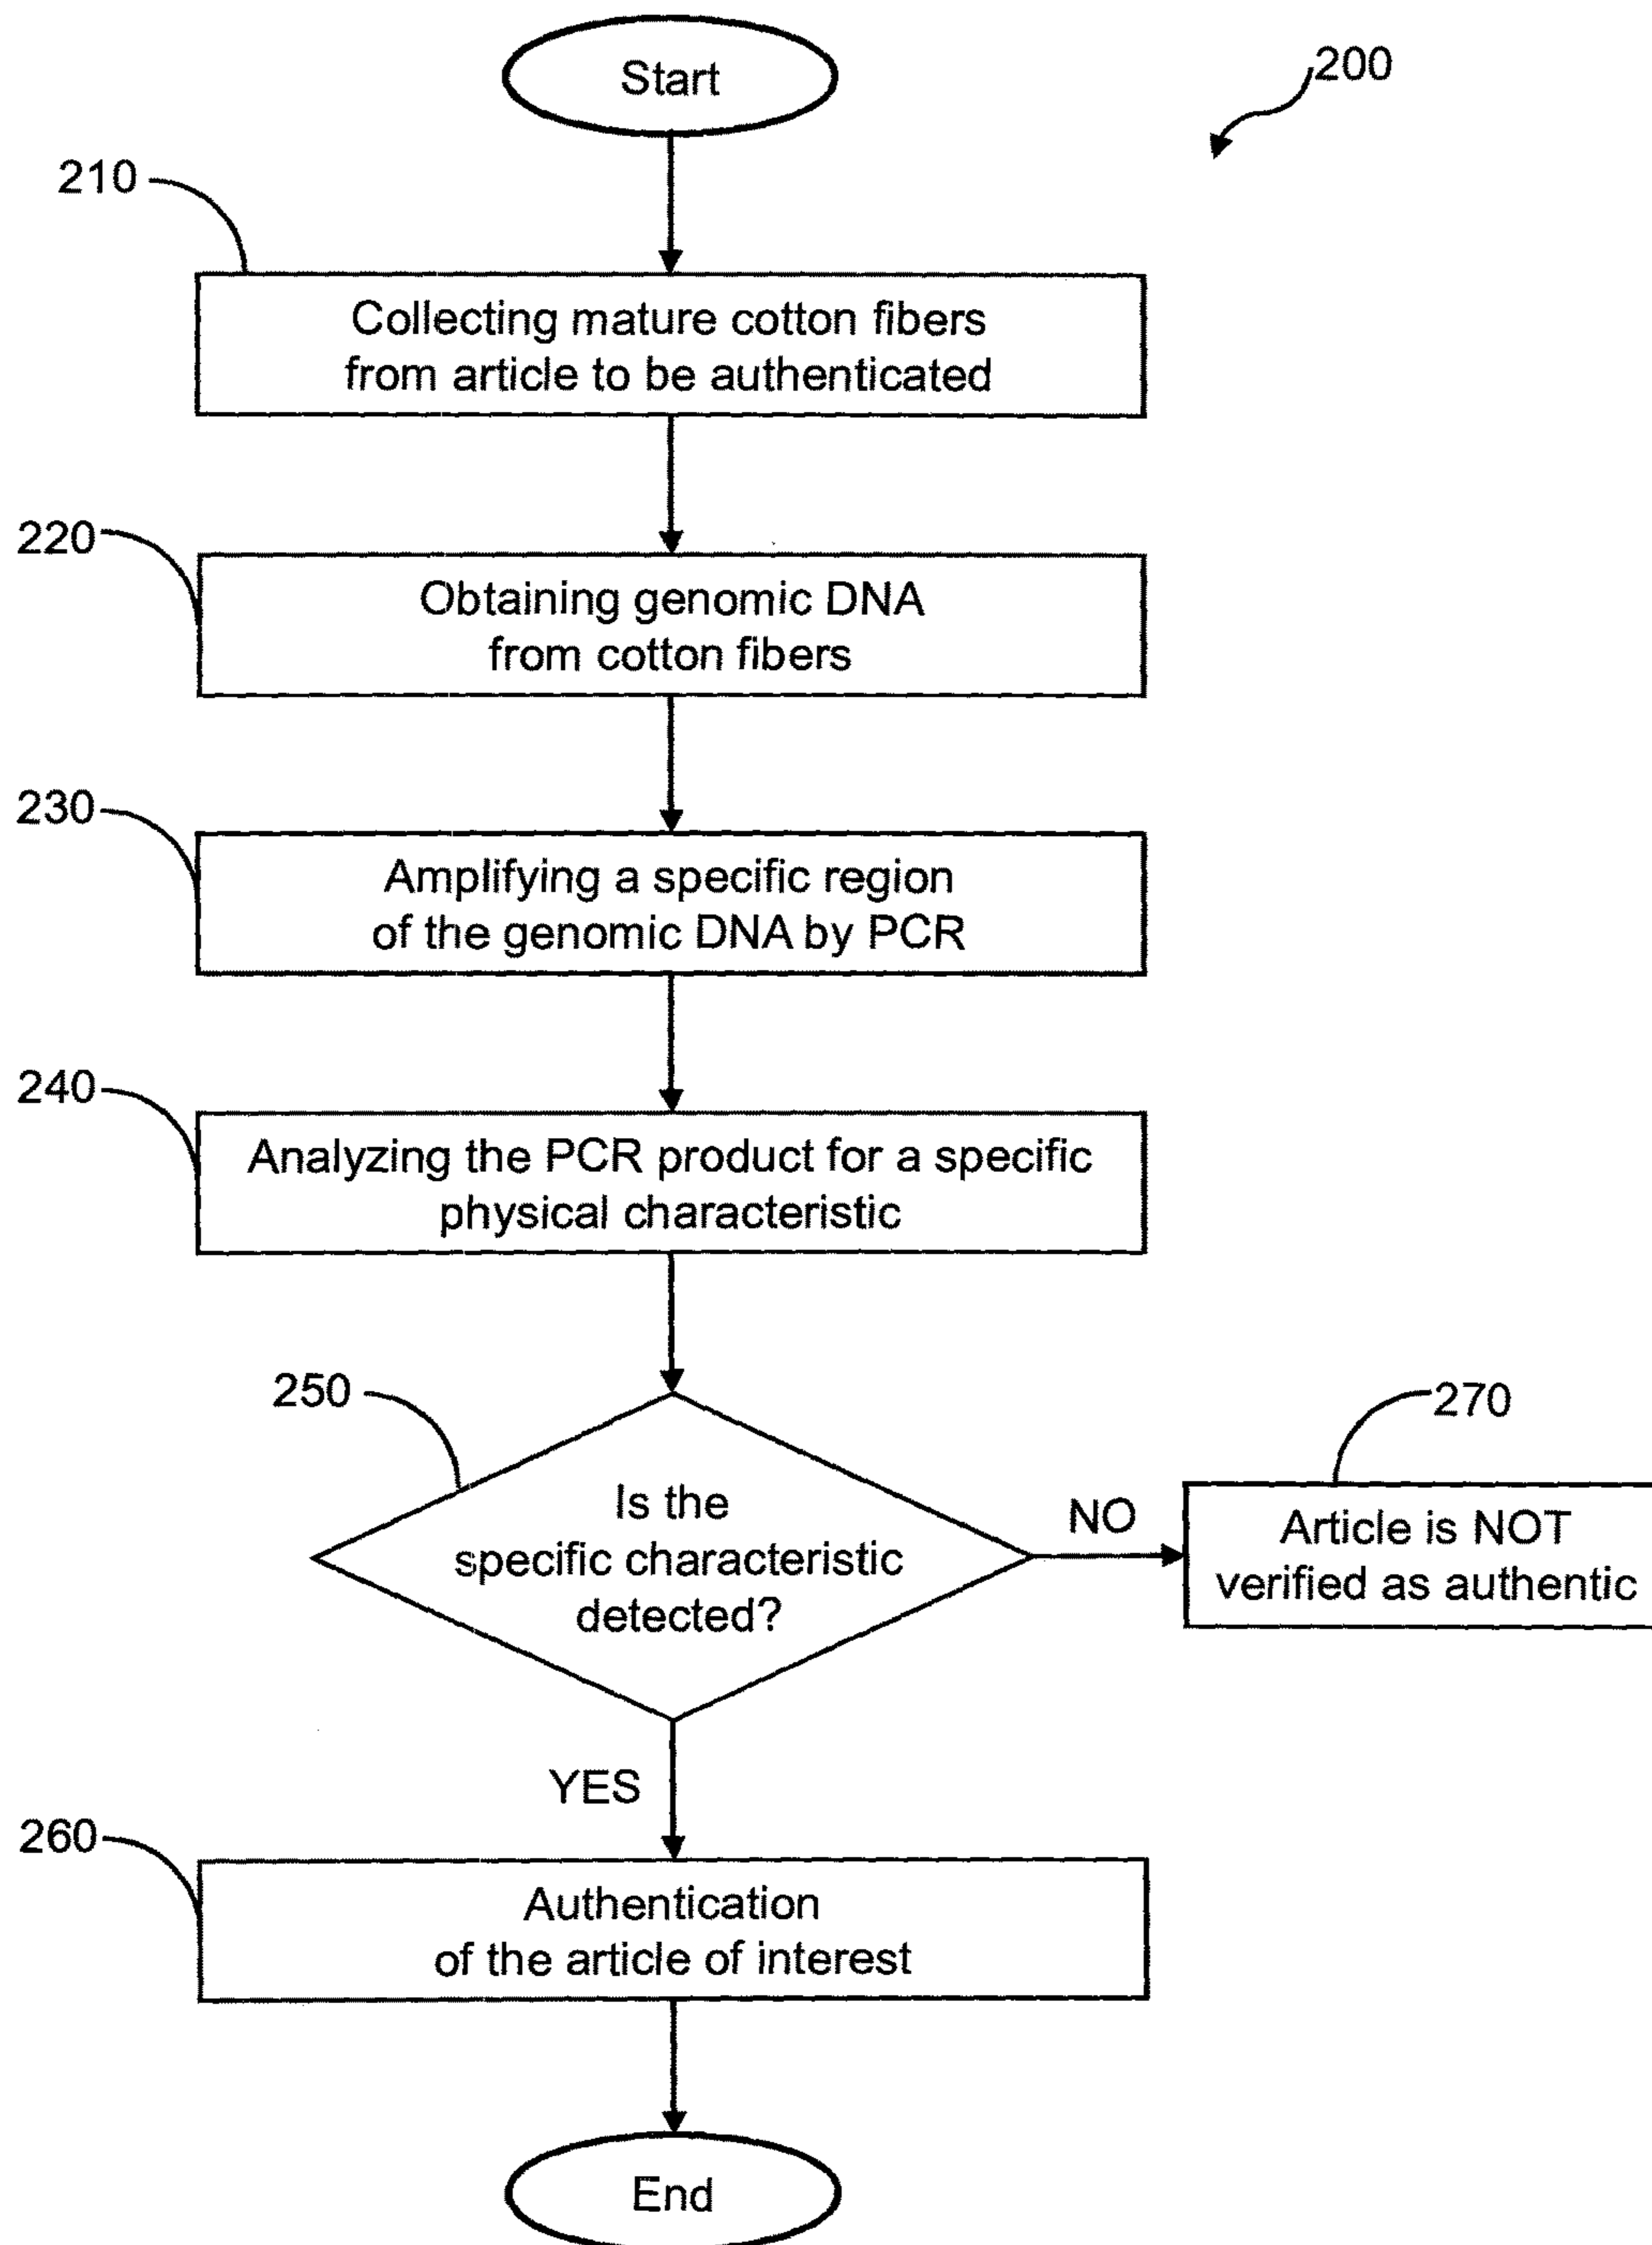 Start
200
210
Collecting mature cotton fibers
from article to be authenticated
220
Obtaining genomic DNA
from cotton fibers
230
Amplifying a specific region
of the genomic DNA by PCR
240
Analyzing the PCR product for a specific
physical characteristic
250
Is the
specific characteristic
detected?
NO
270
Article is NOT
verified as authentic
YES
260
Authentication
of the article of interest
End